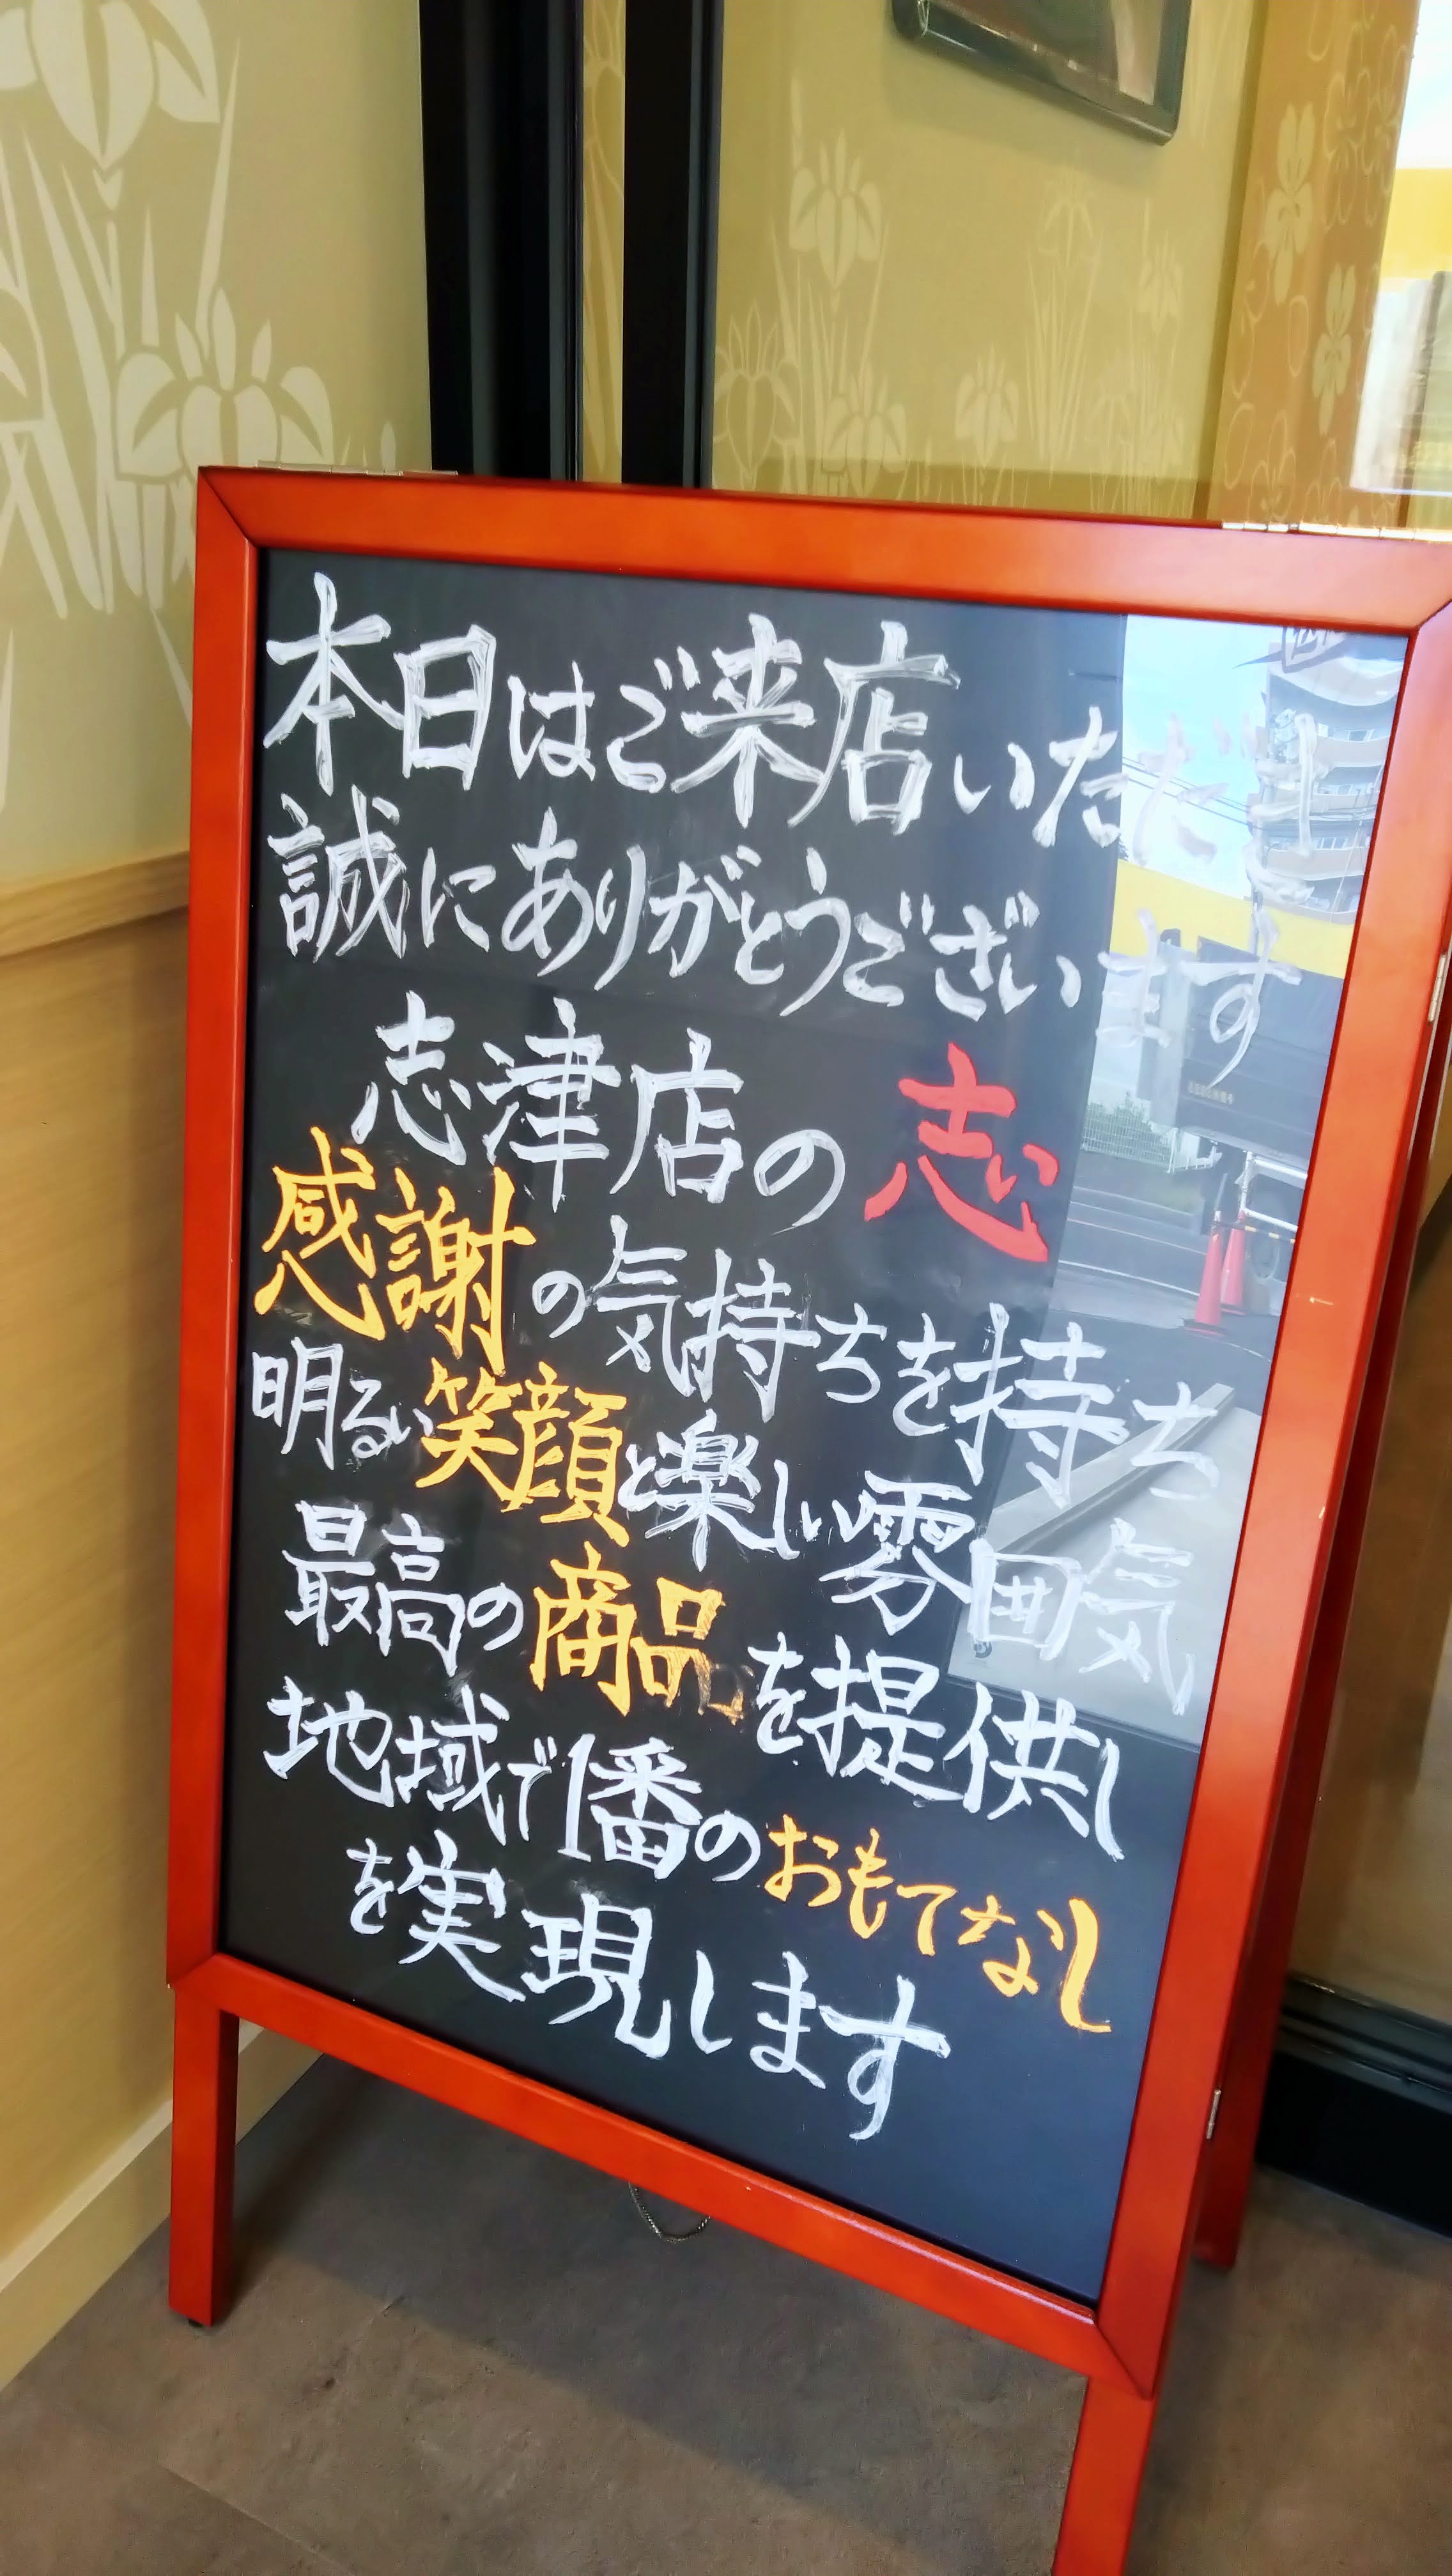 本日はご来店いただき
誠にありがとうございます
志津店の 志
感謝の気持ちを持ち
明るい笑顔と楽しい雰囲気
最高の商品を提供し
地域で1番のおもてなし
を実現します